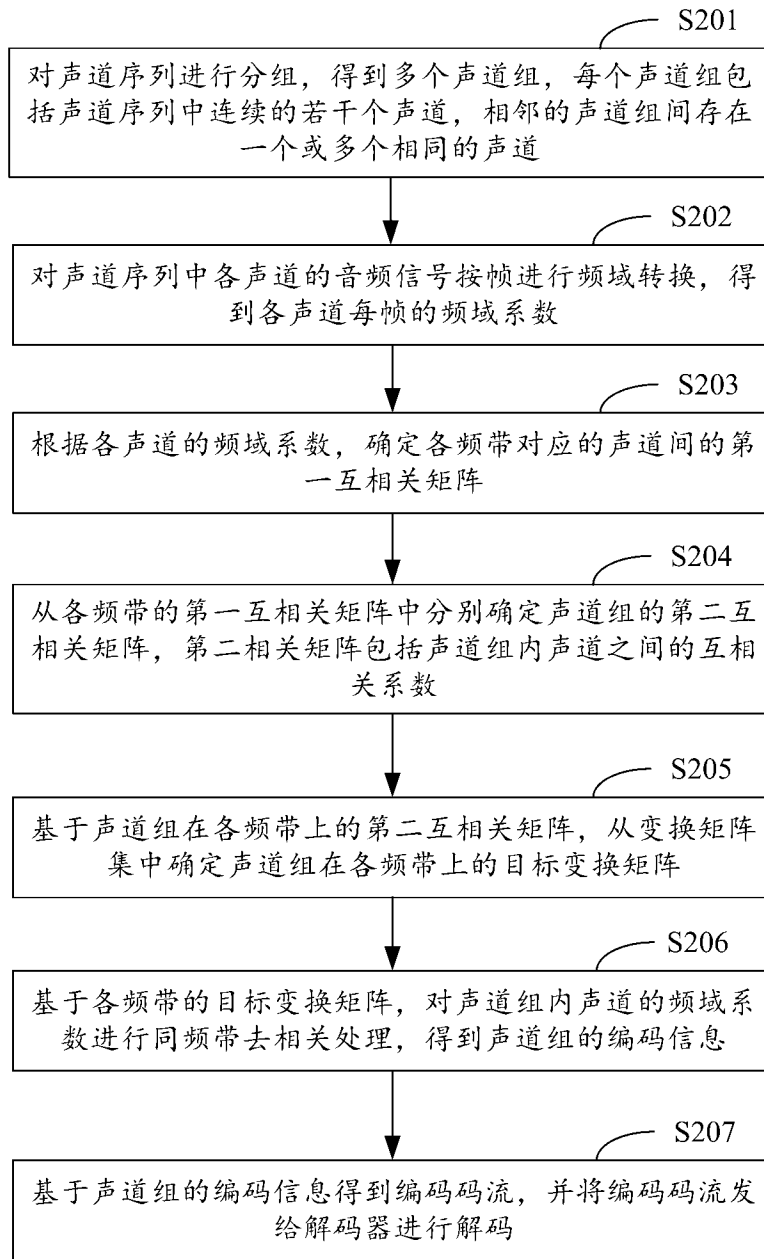 S201
对声道序列进行分组，得到多个声道组，每个声道组包
括声道序列中连续的若干个声道，相邻的声道组间存在
一个或多个相同的声道
S202
对声道序列中各声道的音频信号按帧进行频域转换，得
到各声道每帧的频域系数
S203
根据各声道的频域系数，确定各频带对应的声道间的第
一互相关矩阵
S204
从各频带的第一互相关矩阵中分别确定声道组的第二互
相关矩阵，第二相关矩阵包括声道组内声道之间的互相
关系数
S205
基于声道组在各频带上的第二互相关矩阵，从变换矩阵
集中确定声道组在各频带上的目标变换矩阵
S206
基于各频带的目标变换矩阵，对声道组内声道的频域系
数进行同频带去相关处理，得到声道组的编码信息
S207
基于声道组的编码信息得到编码码流，并将编码码流发
给解码器进行解码